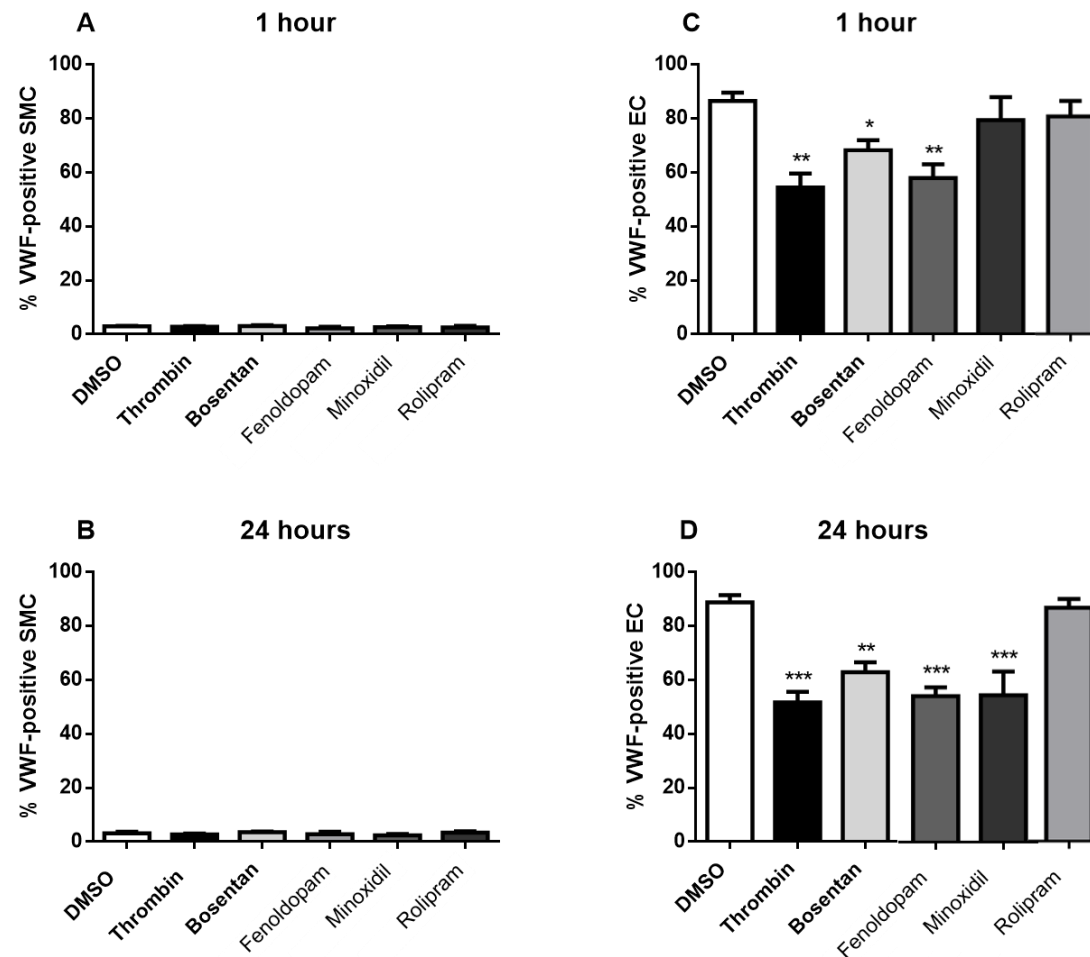 A 1 hour
% VWF-positive SMC
100
80
60
40
20
0
DMSO
Thrombin
Bosentan
Fenoldopam
Minoxidil
Rolipram
C 1 hour
% VWF-positive EC
100
80
60
40
20
0
**
*
**
DMSO
Thrombin
Bosentan
Fenoldopam
Minoxidil
Rolipram
B 24 hours
% VWF-positive SMC
100
80
60
40
20
0
DMSO
Thrombin
Bosentan
Fenoldopam
Minoxidil
Rolipram
D 24 hours
% VWF-positive EC
100
80
60
40
20
0
***
**
***
***
DMSO
Thrombin
Bosentan
Fenoldopam
Minoxidil
Rolipram